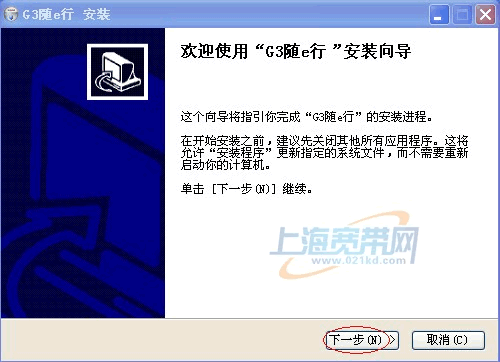 G3随e行 安装
欢迎使用“G3随e行 ”安装向导
这个向导将指引你完成“G3随e行”的安装进程。
在开始安装之前，建议先关闭其他所有应用程序。这将
允许“安装程序”更新指定的系统文件，而不需要重新
启动你的计算机。
单击 [下一步(N)] 继续。
上海宽带网
www.021kd.com
下一步(N) >
取消(C)